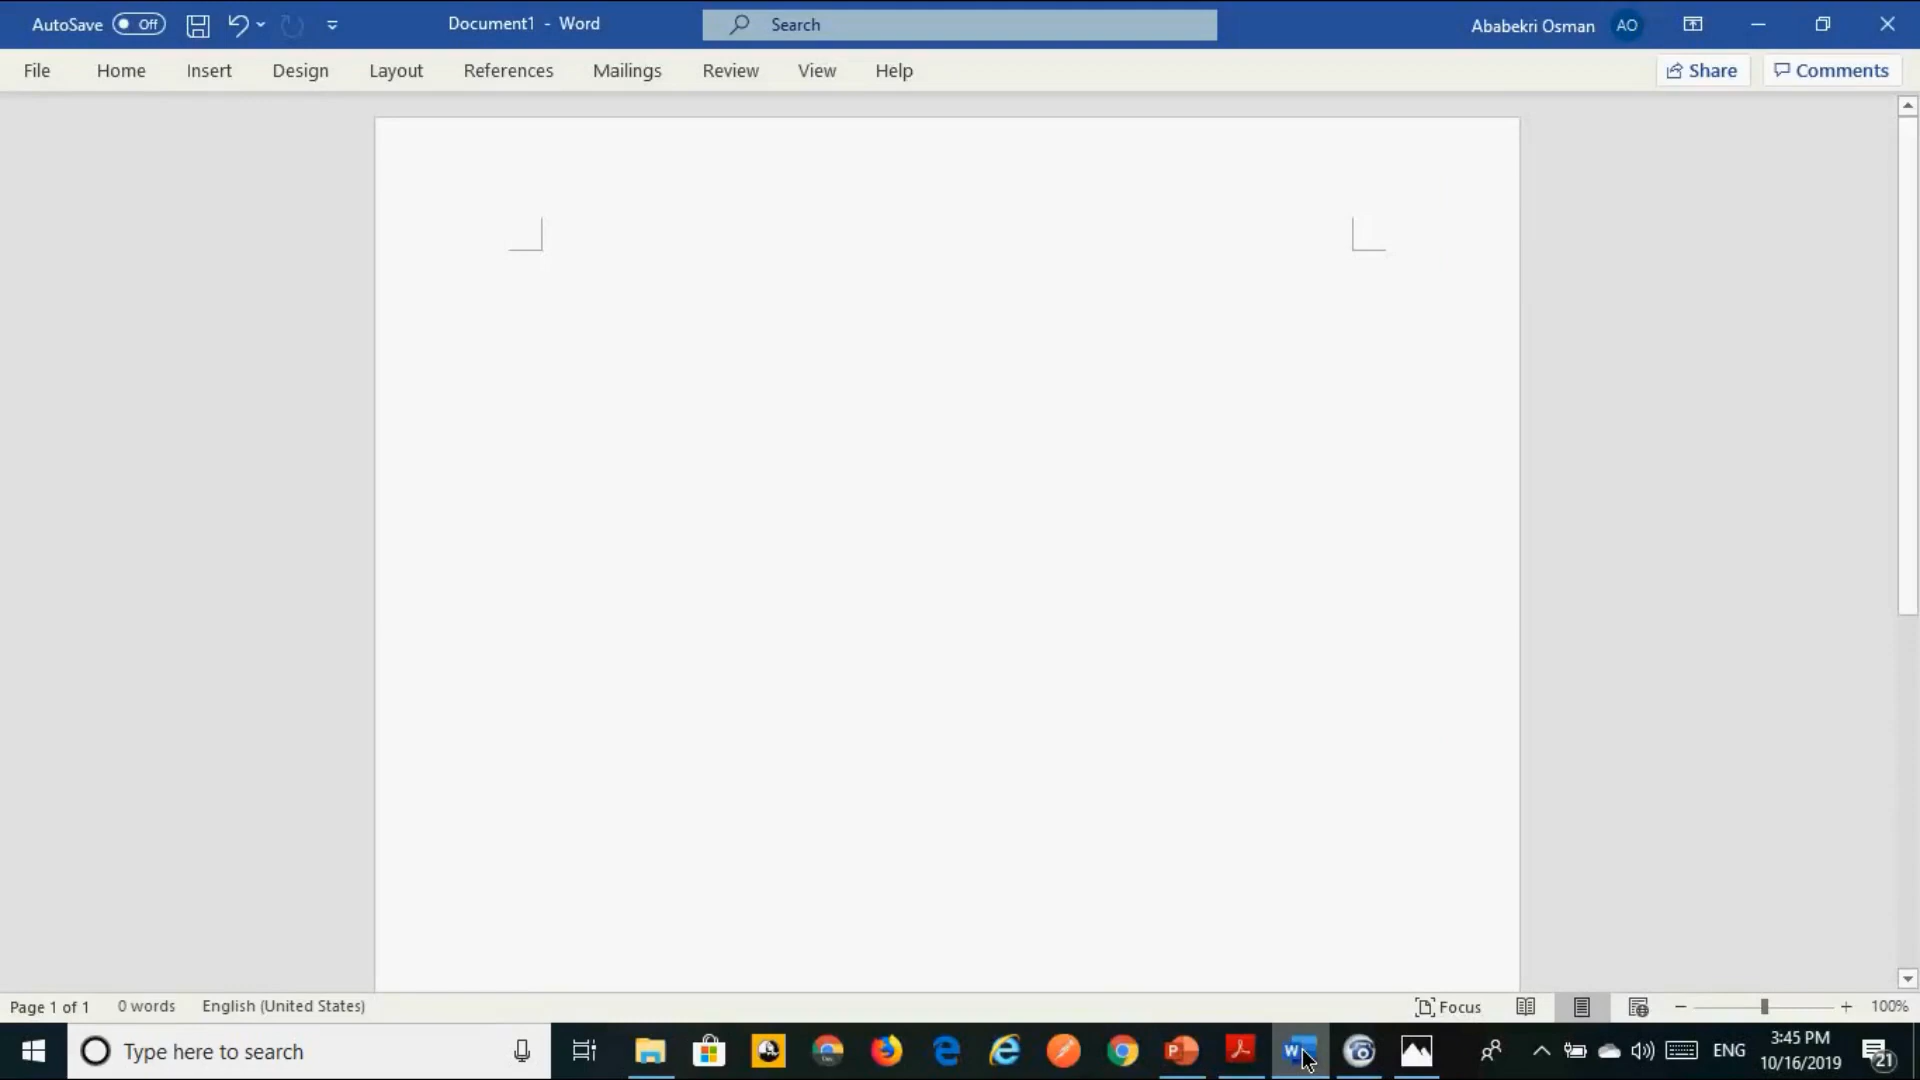 AutoSave Off Document1 - Word Search Ababekri Osman AO
File Home Insert Design Layout References Mailings Review View Help Share Comments
Page 1 of 1 0 words English (United States) Focus 100%
Type here to search ENG 3:45 PM
10/16/2019 21